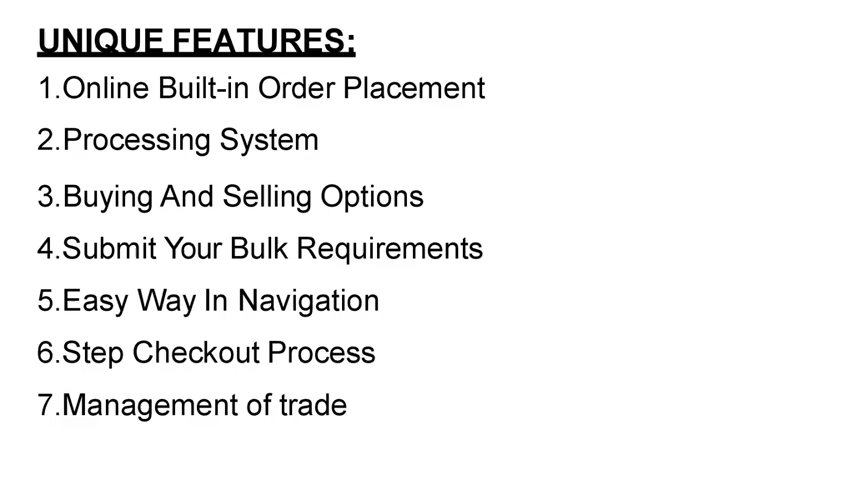 UNIQUE FEATURES:
1.Online Built-in Order Placement
2.Processing System
3.Buying And Selling Options
4.Submit Your Bulk Requirements
5.Easy Way In Navigation
6.Step Checkout Process
7.Management of trade